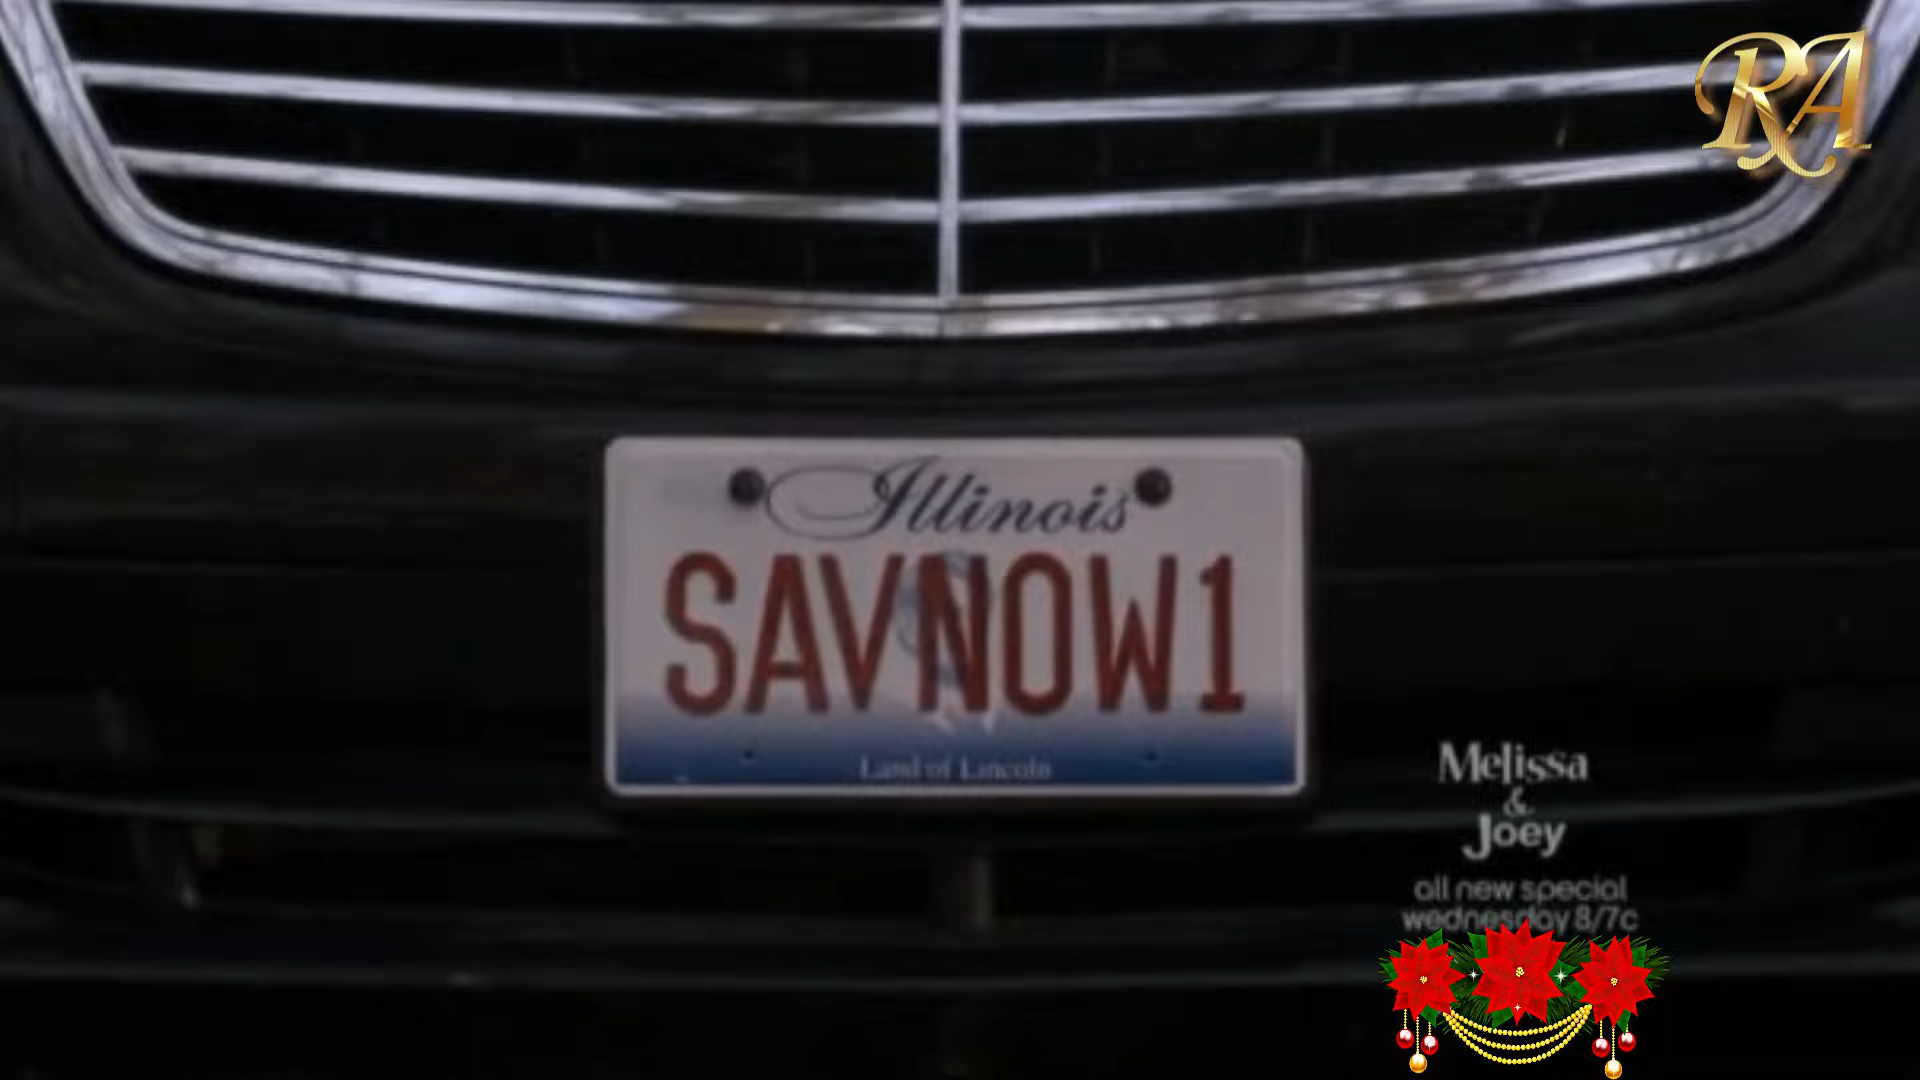 RA
Illinois
SAVNOW1
Land of Lincoln
Melissa
&
Joey
all new special
wednesday 8/7c